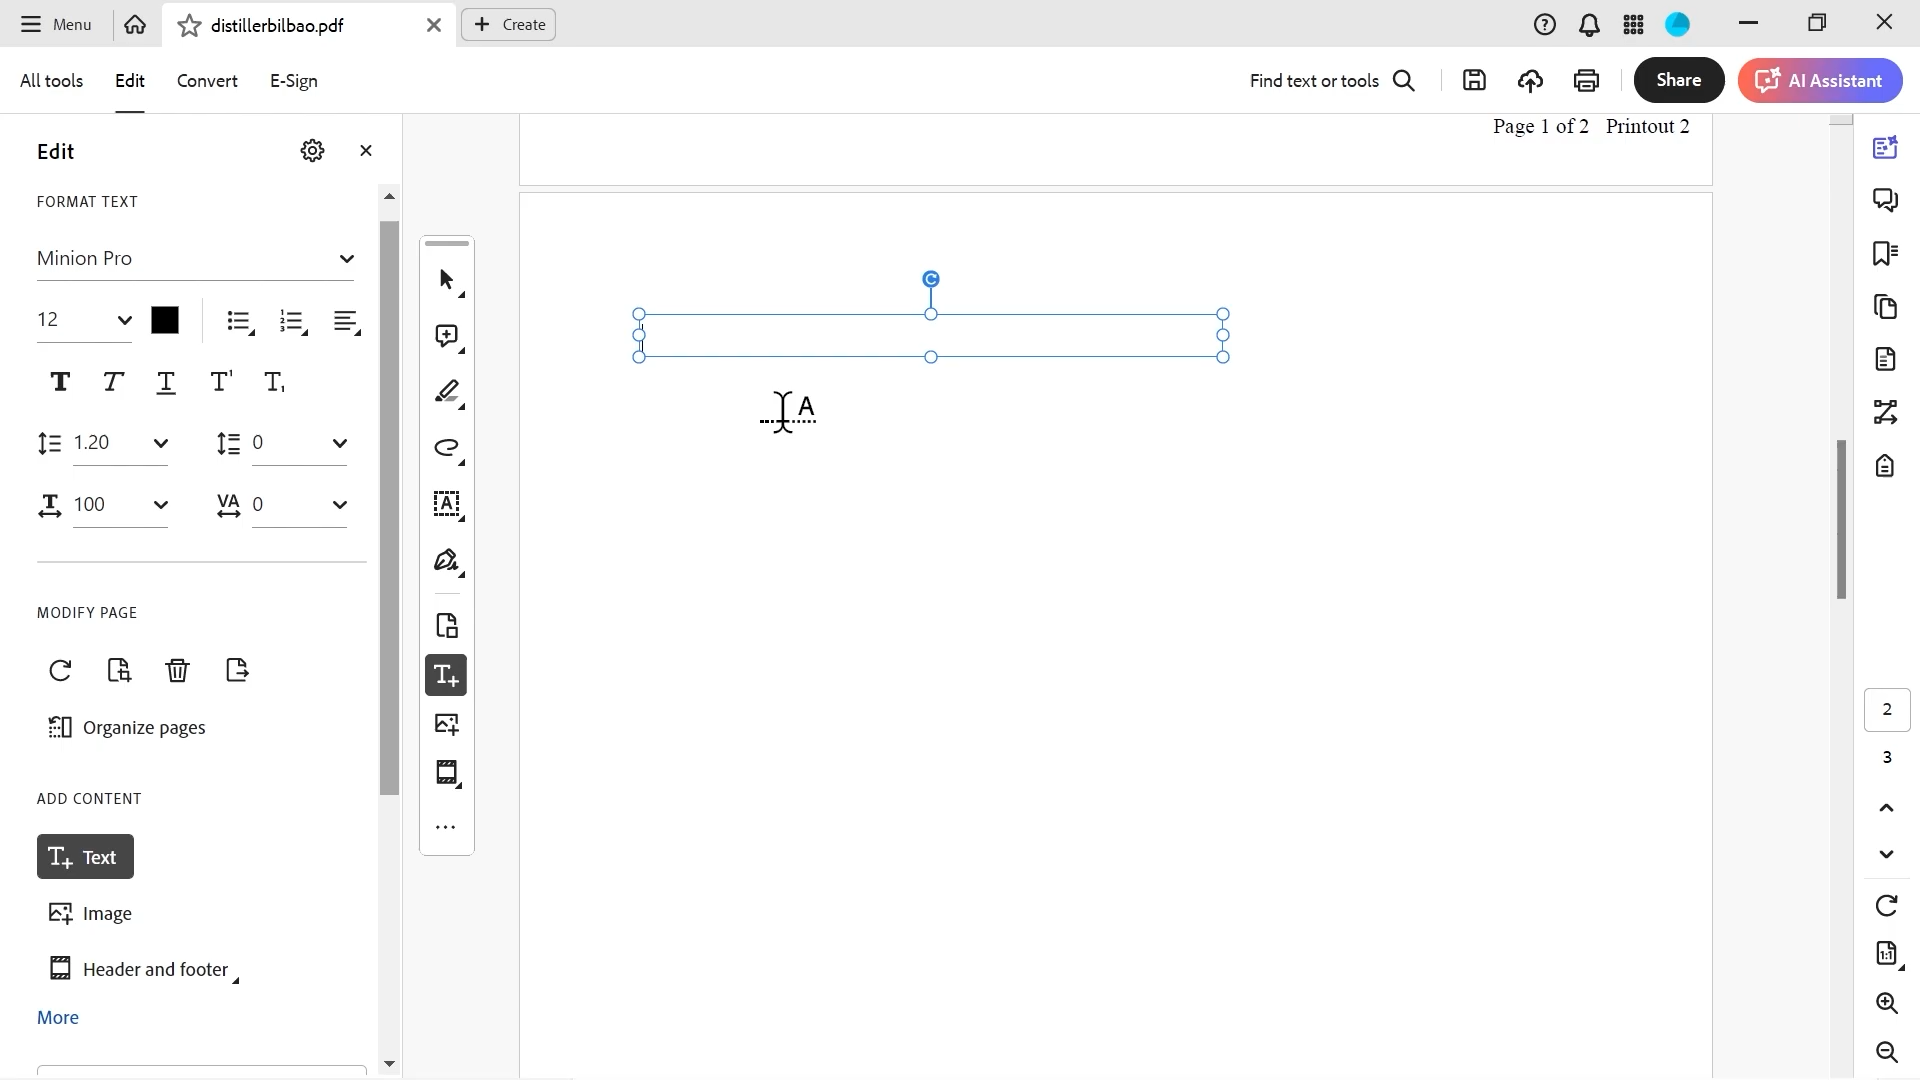 Menu
distillerbilbao.pdf
Create
All tools
Edit
Convert
E-Sign
Find text or tools
Share
AI Assistant
Edit
FORMAT TEXT
Minion Pro
12
1.20
0
100
0
MODIFY PAGE
Organize pages
ADD CONTENT
Text
Image
Header and footer
More
Page 1 of 2 Printout 2
2
3